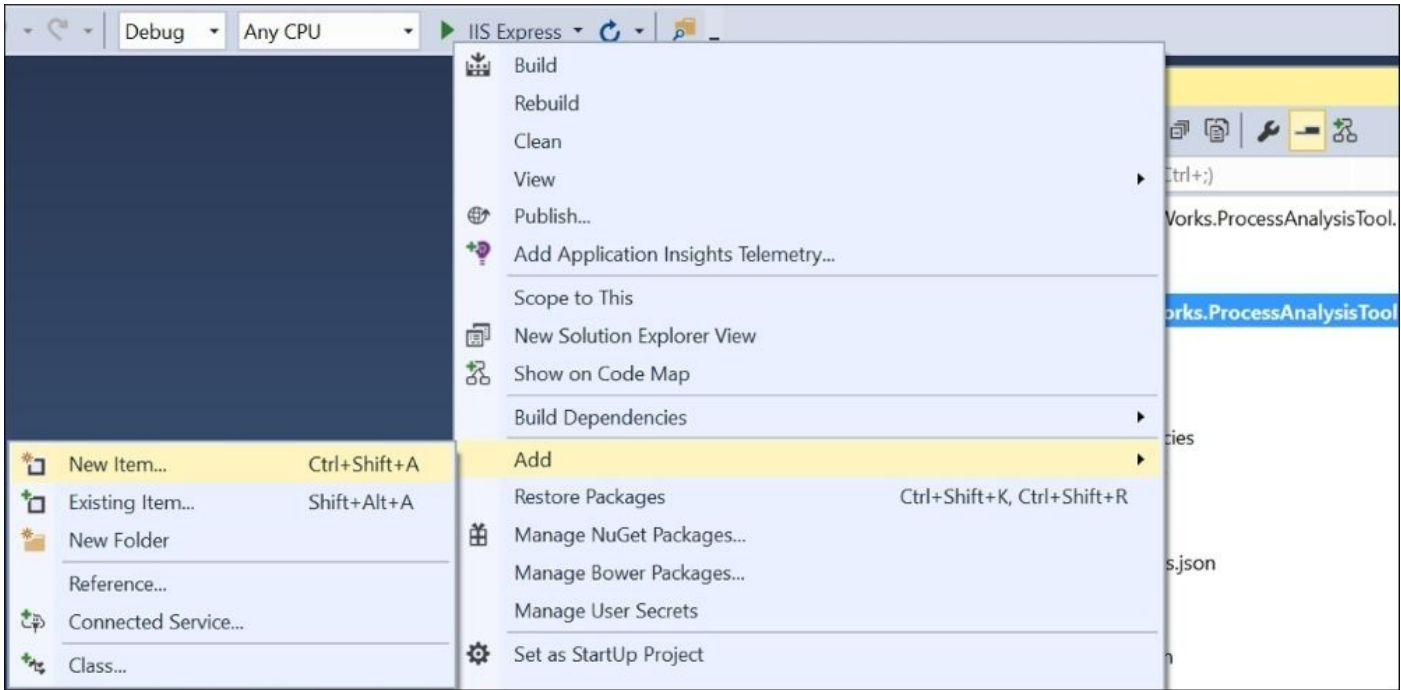 Debug Any CPU IIS Express
Build
Rebuild
Clean
View
Publish...
Add Application Insights Telemetry...
Scope to This
New Solution Explorer View
Show on Code Map
Build Dependencies
Add
Restore Packages Ctrl+Shift+K, Ctrl+Shift+R
Manage NuGet Packages...
Manage Bower Packages...
Manage User Secrets
Set as StartUp Project
New Item... Ctrl+Shift+A
Existing Item... Shift+Alt+A
New Folder
Reference...
Connected Service...
Class...
Ctrl+;)
Works.ProcessAnalysisTool.
orks.ProcessAnalysisTool
cies
s.json